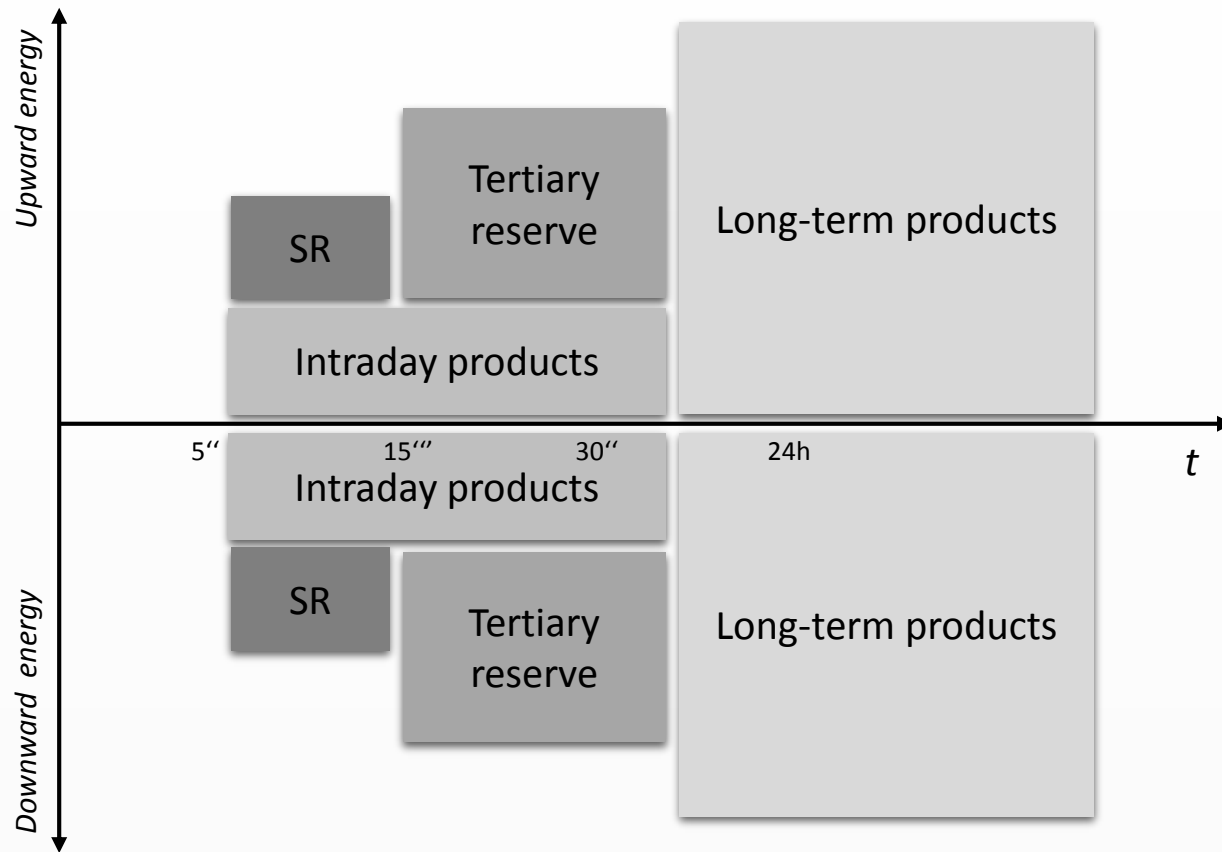 Upward energy
SR
Tertiary
reserve
Long-term products
Intraday products
5“ 15“’ 30“ 24h
t
Intraday products
SR
Tertiary
reserve
Long-term products
Downward energy